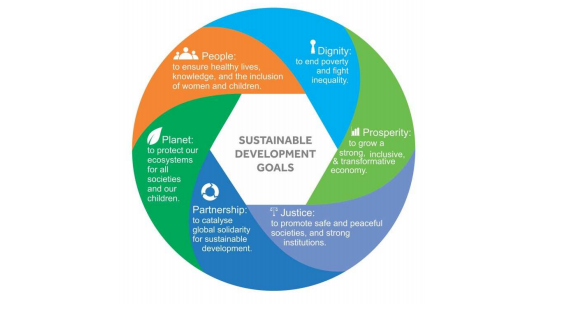 People:
to ensure healthy lives,
knowledge, and the inclusion
of women and children.
Dignity:
to end poverty
and fight
inequality.
Prosperity:
to grow a
strong, inclusive,
& transformative
economy.
Justice:
to promote safe and peaceful
societies, and strong
institutions.
Partnership:
to catalyse
global solidarity
for sustainable
development.
Planet:
to protect our
ecosystems
for all
societies
and our
children.
SUSTAINABLE
DEVELOPMENT
GOALS